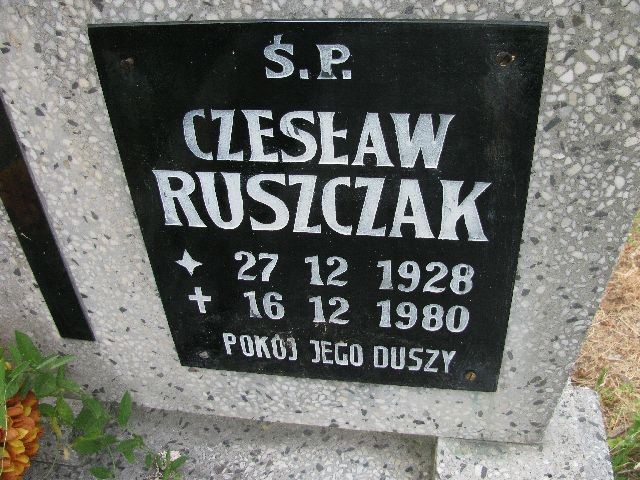 Ś.P.
CZESŁAW
RUSZCZAK
✦ 27 12 1928
✝ 16 12 1980
POKÓJ JEGO DUSZY